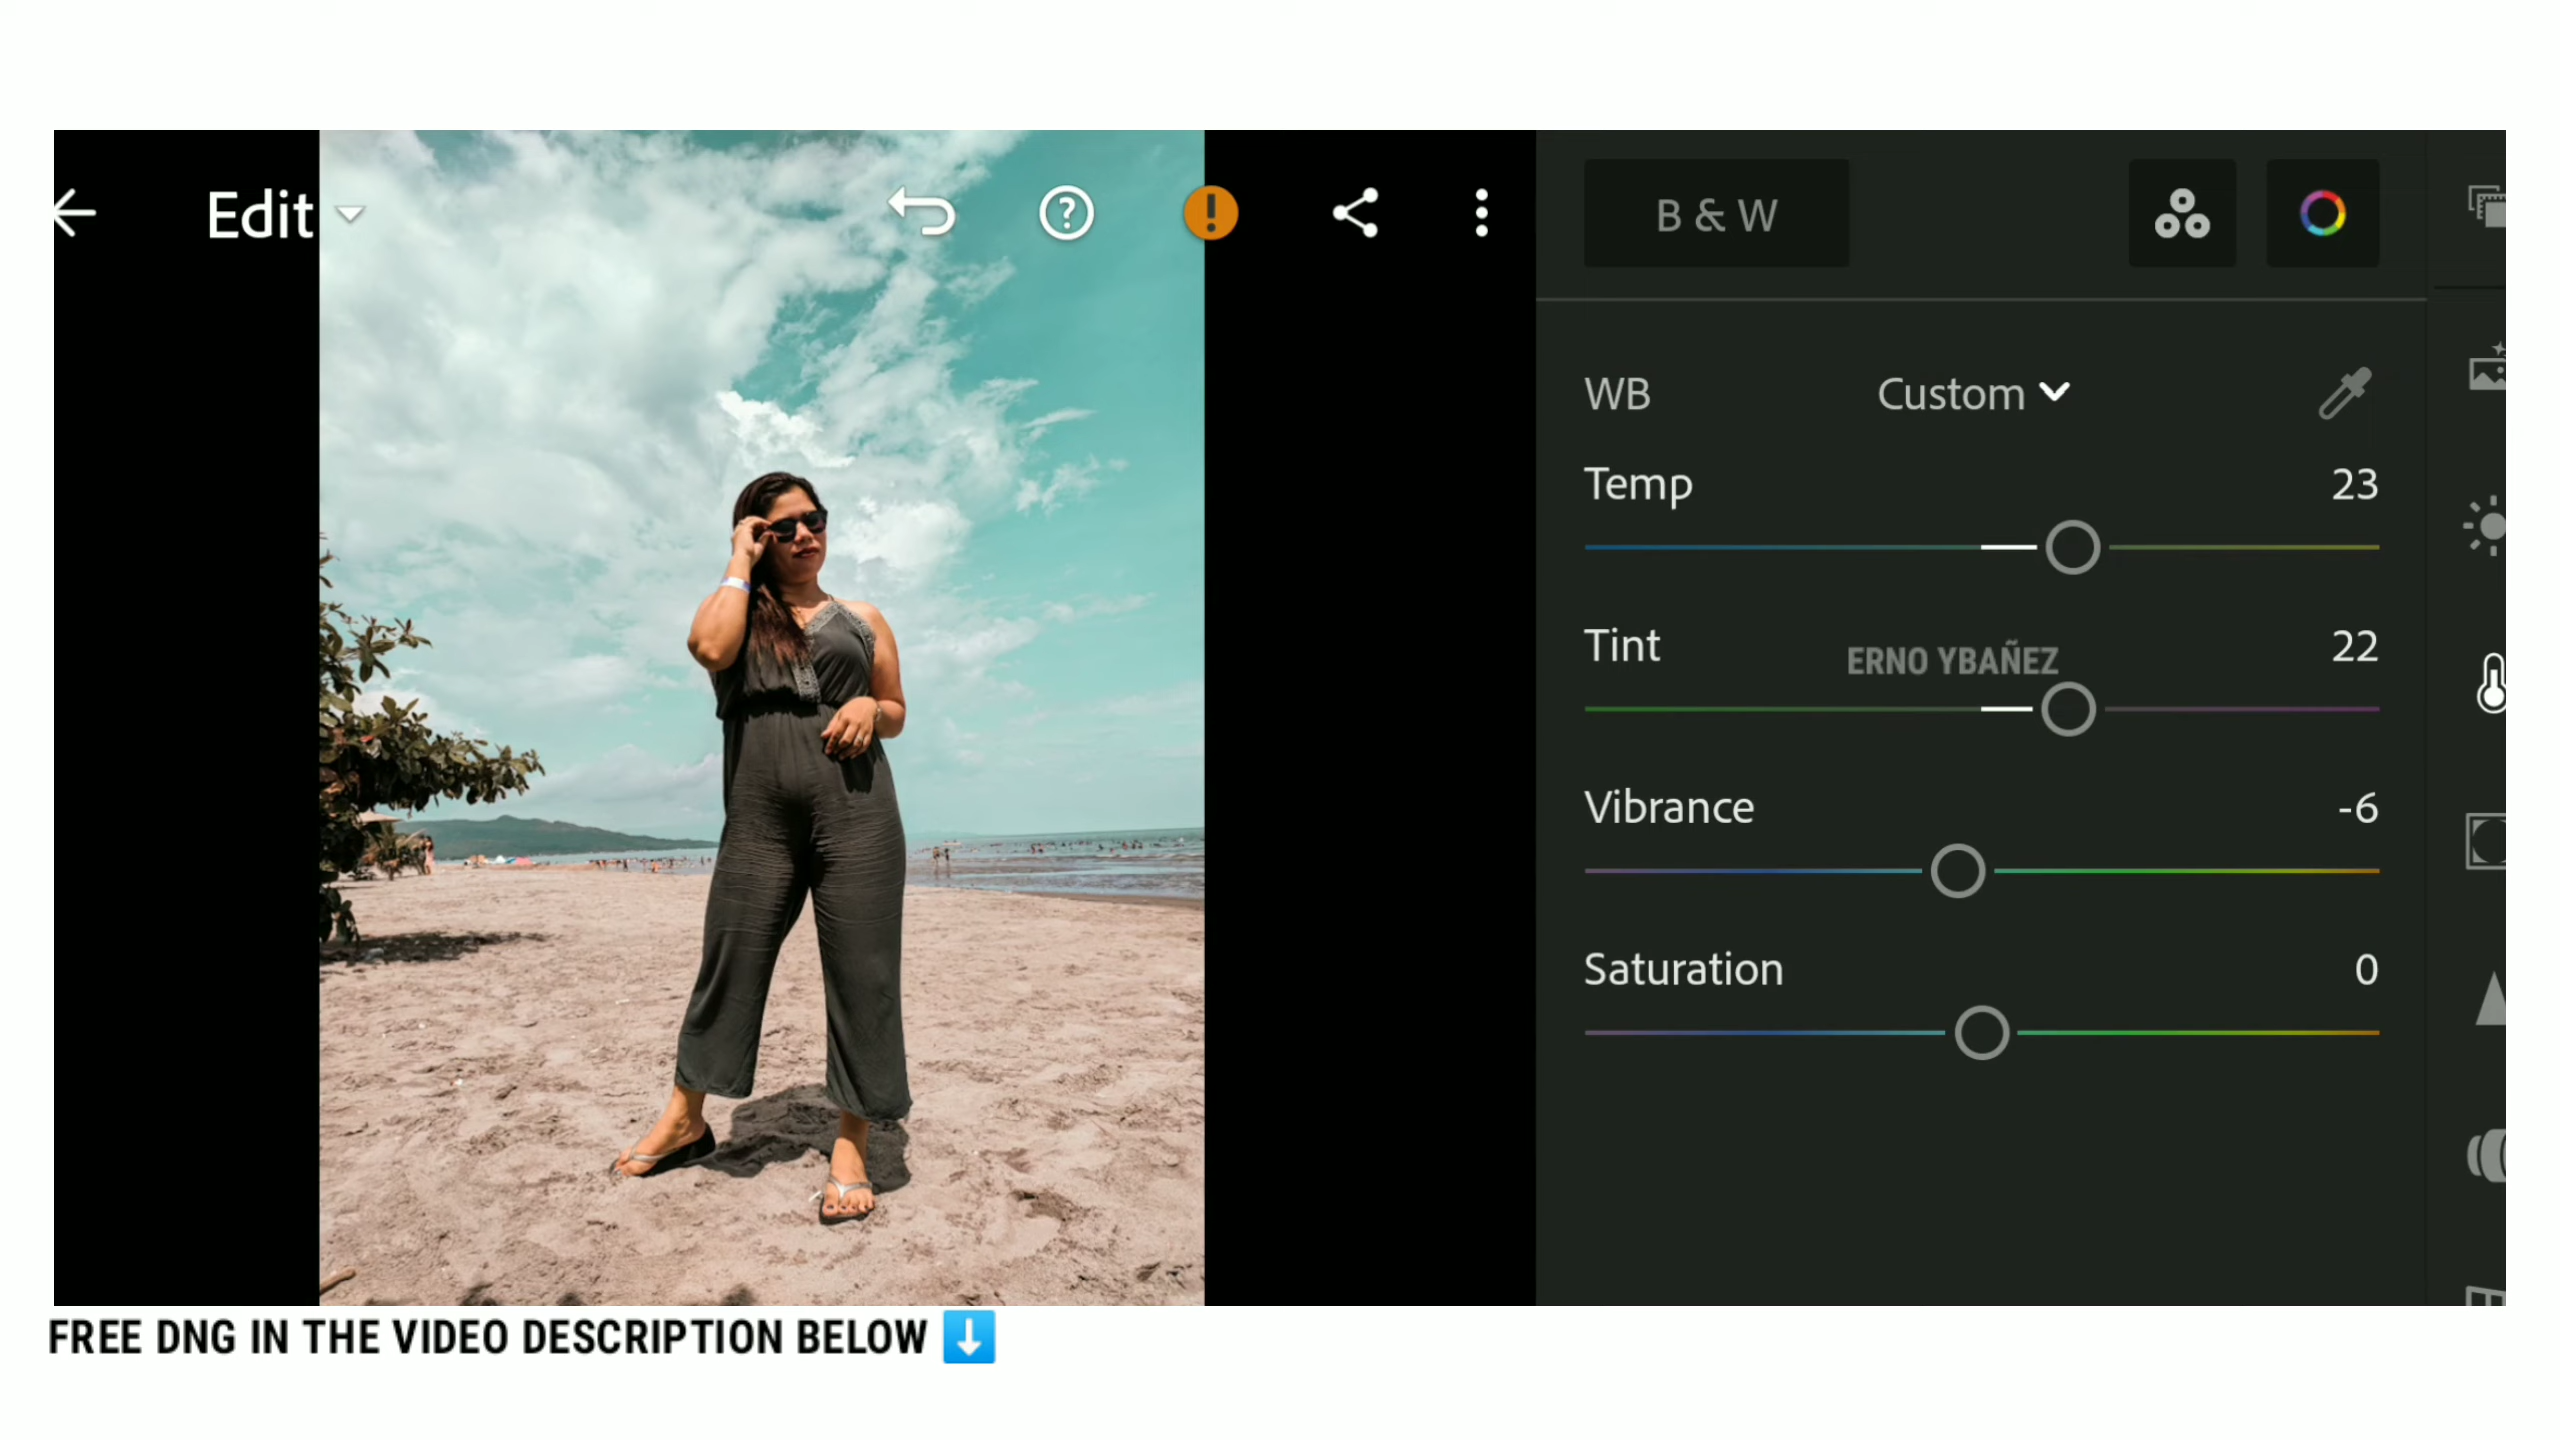 Edit
B & W
WB Custom
Temp 23
Tint 22
ERNO YBAÑEZ
Vibrance -6
Saturation 0
FREE DNG IN THE VIDEO DESCRIPTION BELOW ⬇️